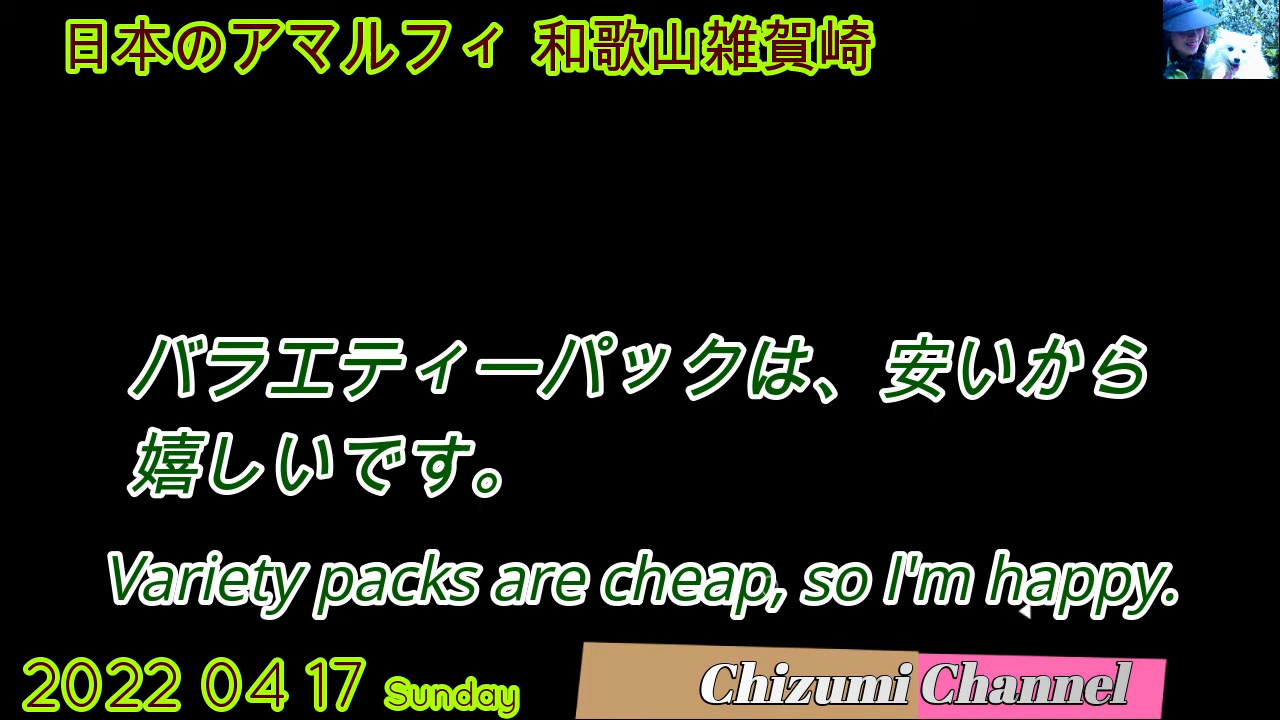 日本のアマルフィ 和歌山雑賀崎
バラエティーパックは、安いから
嬉しいです。
Variety packs are cheap, so I'm happy.
2022 04 17 Sunday
Chizumi Channel